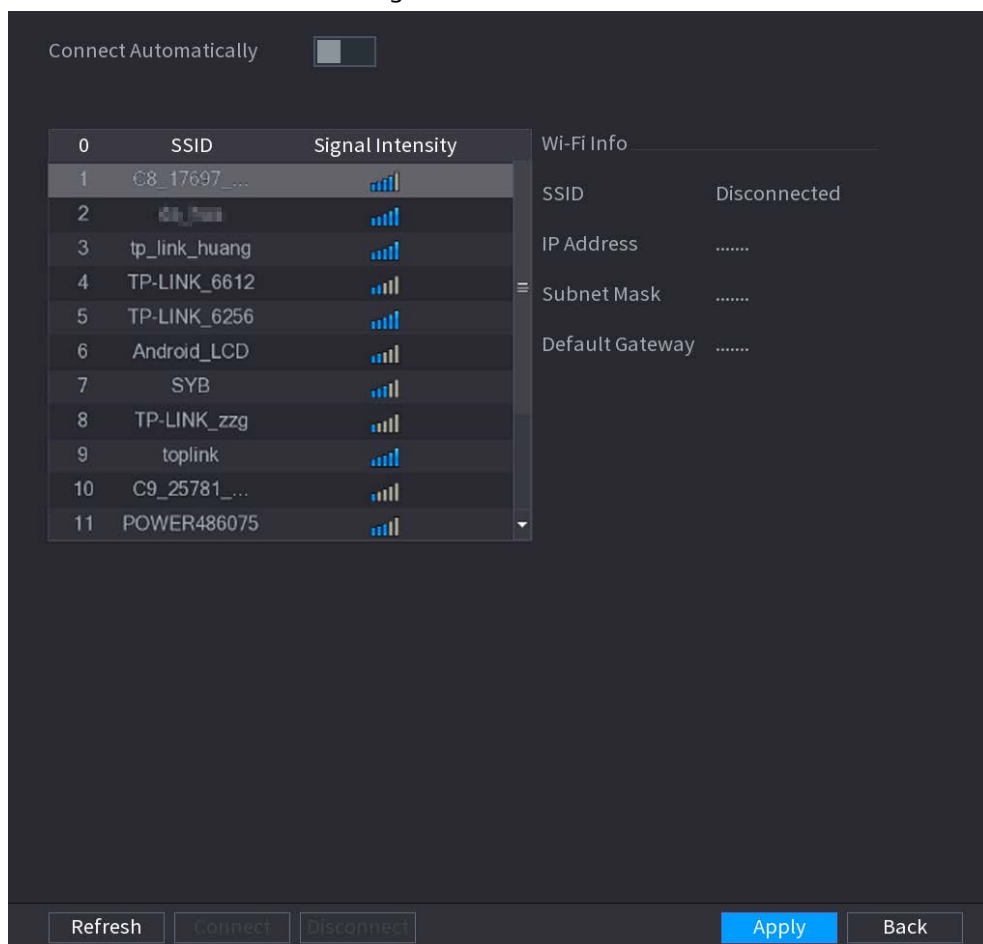 Connect Automatically
0 SSID Signal Intensity
1 C8_17697_...
2
3 tp_link_huang
4 TP-LINK_6612
5 TP-LINK_6256
6 Android_LCD
7 SYB
8 TP-LINK_zzg
9 toplink
10 C9_25781_...
11 POWER486075
Wi-Fi Info
SSID Disconnected
IP Address .......
Subnet Mask .......
Default Gateway .......
Refresh Connect Disconnect Apply Back